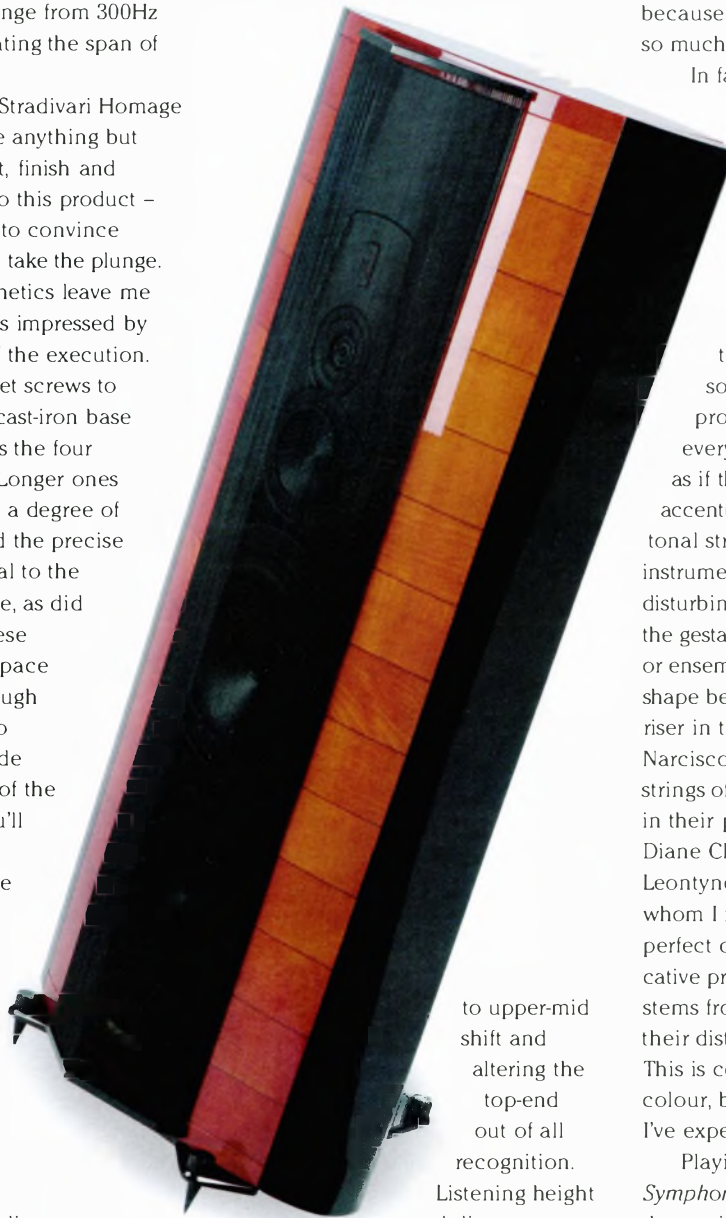 nge from 300Hz
ting the span of
Stradivari Homage
e anything but
t, finish and
o this product –
to convince
take the plunge.
netics leave me
s impressed by
f the execution.
et screws to
cast-iron base
s the four
Longer ones
a degree of
d the precise
al to the
e, as did
ese
pace
ugh
o
de
of the
u'll
e
to upper-mid
shift and
altering the
top-end
out of all
recognition.
Listening height
because
so much
In fa
t
so
pro
every
as if th
accent
tonal str
instrume
disturbin
the gesta
or ensem
shape be
riser in t
Narcisco
strings of
in their p
Diane Cl
Leontyne
whom I
perfect c
cative pr
stems fro
their dist
This is c
colour, b
I've expe
Playi
Symphor